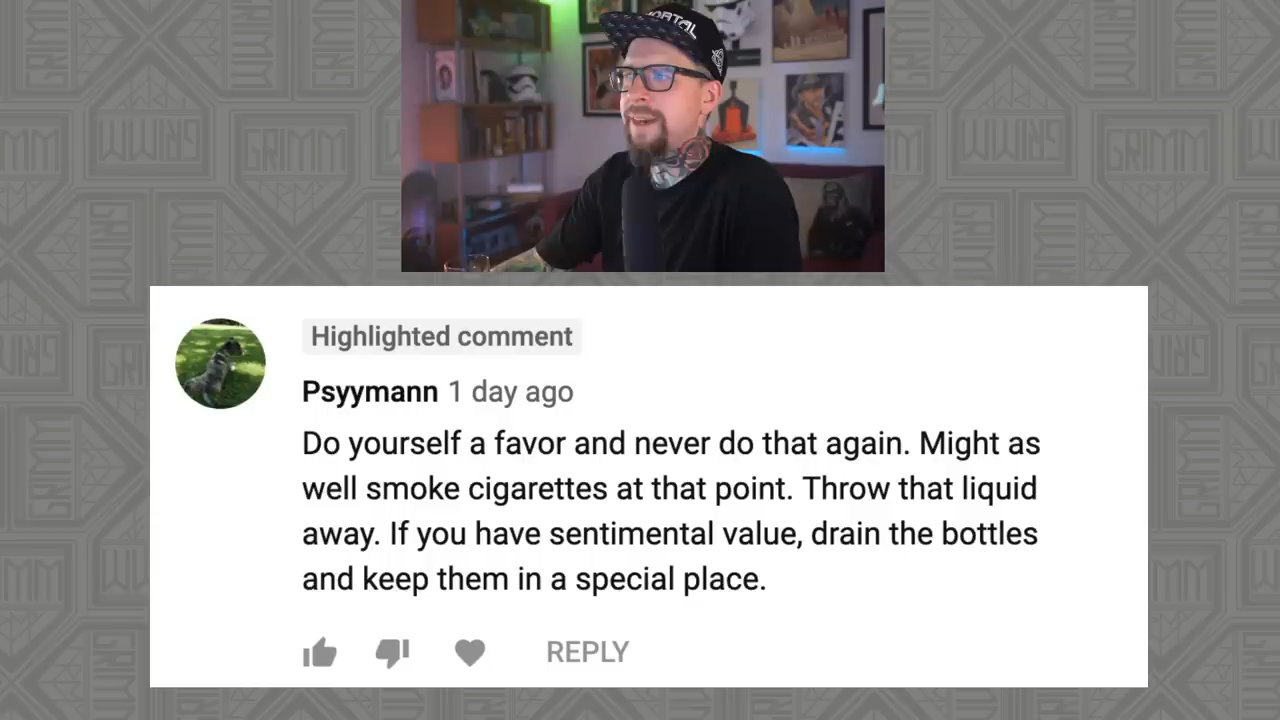 Highlighted comment
Psyymann 1 day ago
Do yourself a favor and never do that again. Might as
well smoke cigarettes at that point. Throw that liquid
away. If you have sentimental value, drain the bottles
and keep them in a special place.
REPLY
GRIMM